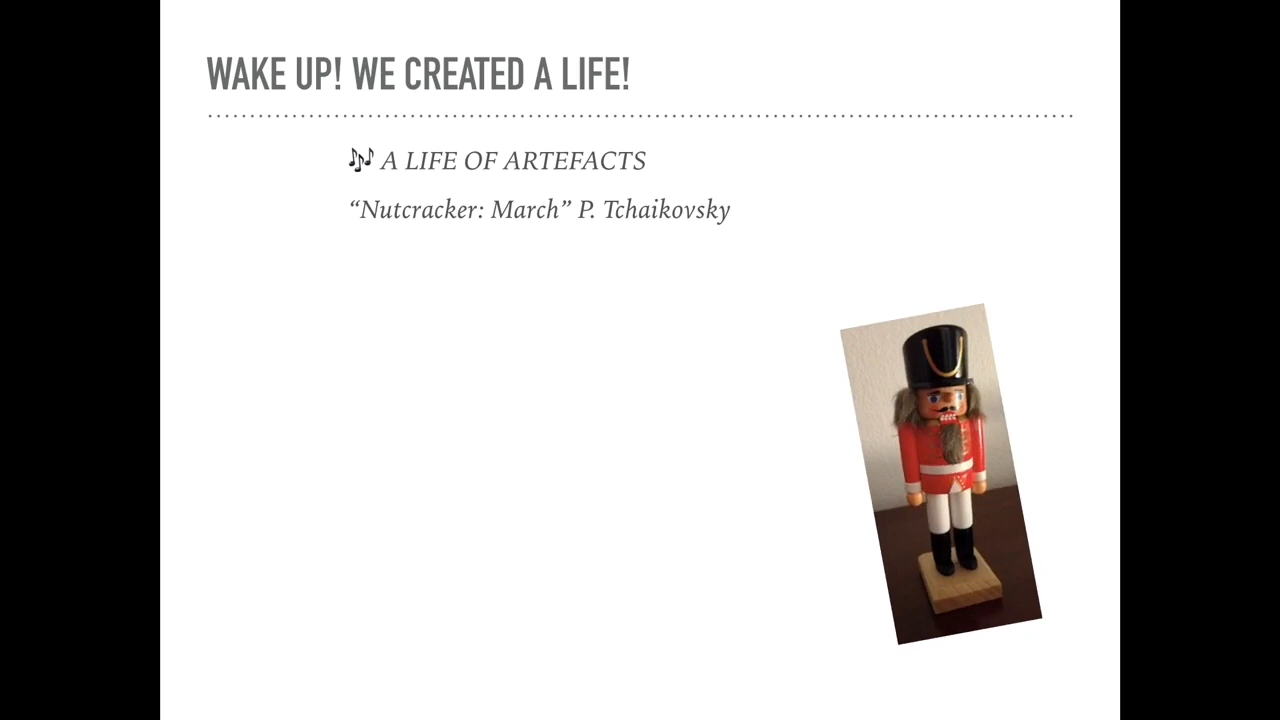 WAKE UP! WE CREATED A LIFE!
🎶 A LIFE OF ARTEFACTS
“Nutcracker: March” P. Tchaikovsky